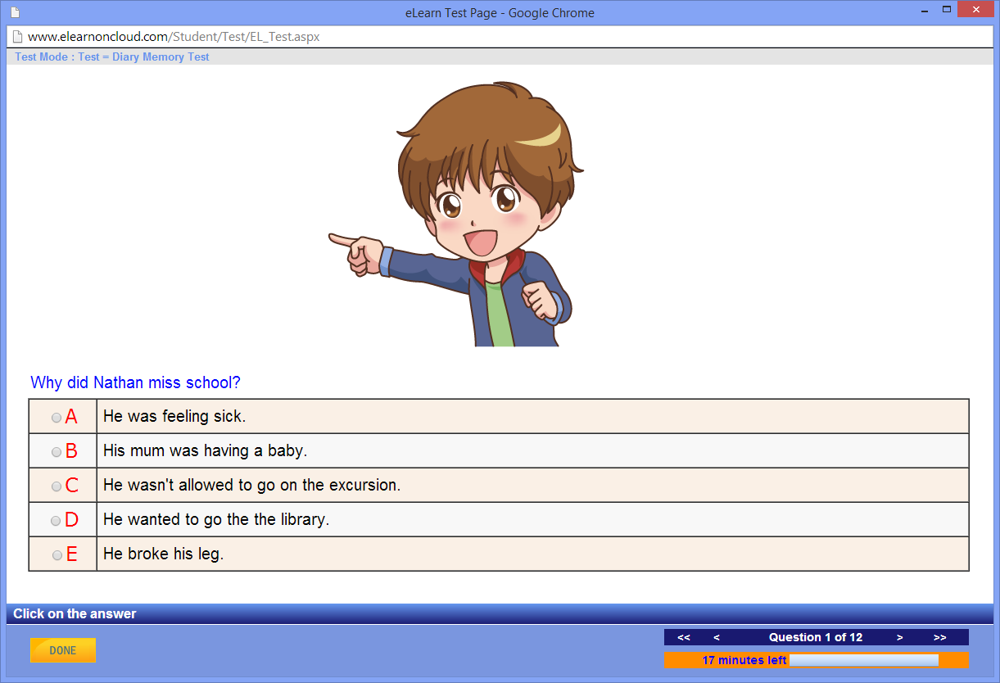 eLearn Test Page - Google Chrome
www.elearnoncloud.com/Student/Test/EL_Test.aspx
Test Mode : Test = Diary Memory Test
Why did Nathan miss school?
A He was feeling sick.
B His mum was having a baby.
C He wasn't allowed to go on the excursion.
D He wanted to go the the library.
E He broke his leg.
Click on the answer
DONE
<< < Question 1 of 12 > >>
17 minutes left